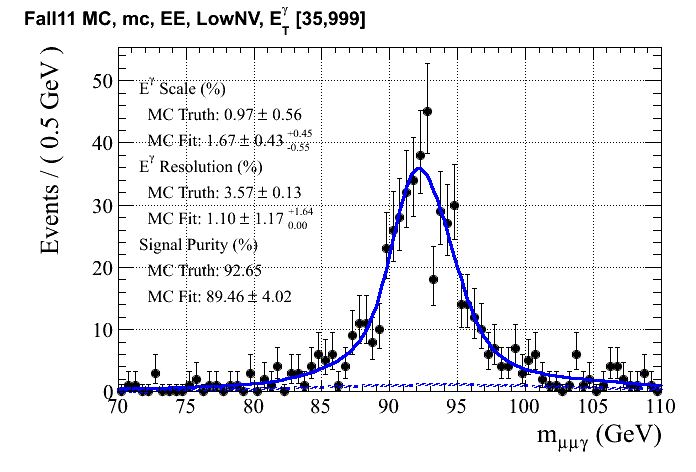 Fall11 MC, mc, EE, LowNV, E_T^γ [35,999]
Events / ( 0.5 GeV )
50
40
30
20
10
0
E^γ Scale (%)
MC Truth: 0.97 ± 0.56
MC Fit: 1.67 ± 0.43 +0.45 -0.55
E^γ Resolution (%)
MC Truth: 3.57 ± 0.13
MC Fit: 1.10 ± 1.17 +1.64 0.00
Signal Purity (%)
MC Truth: 92.65
MC Fit: 89.46 ± 4.02
70 75 80 85 90 95 100 105 110
m_μμγ (GeV)